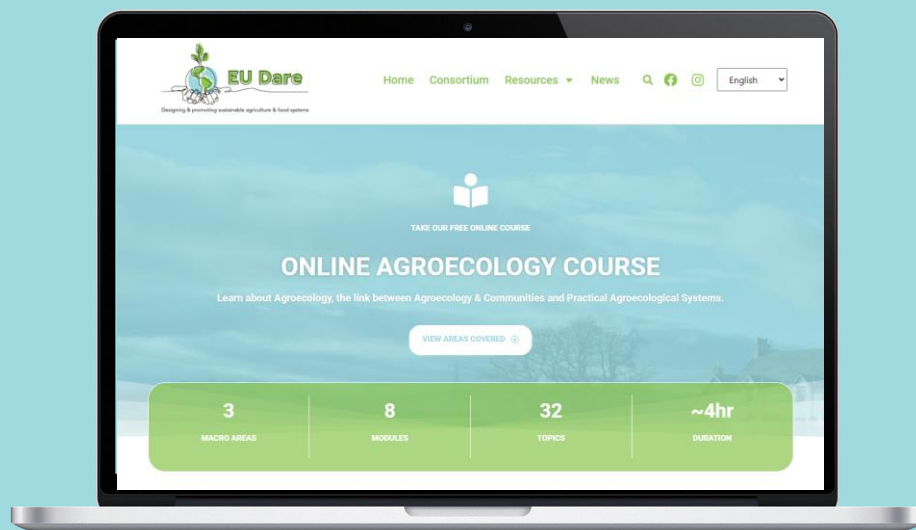 EU Dare
Designing & promoting sustainable agriculture & food systems
Home Consortium Resources News English
TAKE OUR FREE ONLINE COURSE
ONLINE AGROECOLOGY COURSE
Learn about Agroecology, the link between Agroecology & Communities and Practical Agroecological Systems.
VIEW AREAS COVERED
3 8 32 ~4hr
MACRO AREAS MODULES TOPICS DURATION